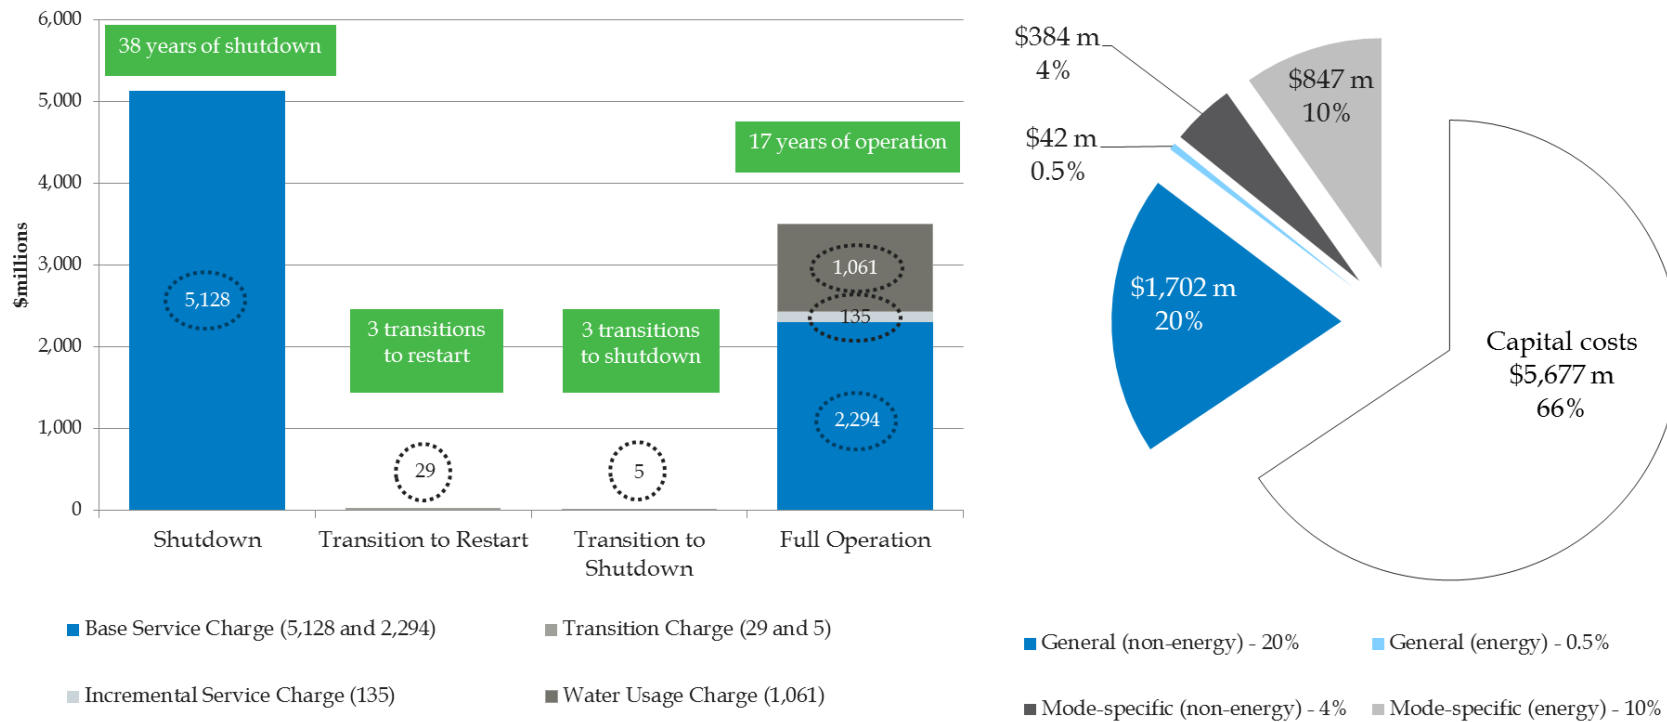 6,000
5,000
4,000
3,000
2,000
1,000
0
$millions
38 years of shutdown
5,128
3 transitions
to restart
29
3 transitions
to shutdown
5
17 years of operation
1,061
135
2,294
Shutdown
Transition to Restart
Transition to
Shutdown
Full Operation
Base Service Charge (5,128 and 2,294)
Transition Charge (29 and 5)
Incremental Service Charge (135)
Water Usage Charge (1,061)
$384 m
4%
$847 m
10%
$42 m
0.5%
$1,702 m
20%
Capital costs
$5,677 m
66%
General (non-energy) - 20%
General (energy) - 0.5%
Mode-specific (non-energy) - 4%
Mode-specific (energy) - 10%